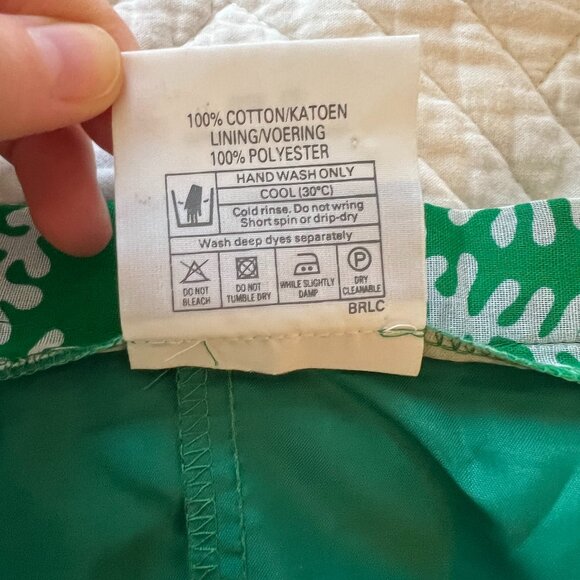 100% COTTON/KATOEN
LINING/VOERING
100% POLYESTER
HAND WASH ONLY
COOL (30°C)
Cold rinse. Do not wring
Short spin or drip-dry
Wash deep dyes separately
DO NOT
BLEACH
DO NOT
TUMBLE DRY
WHILE SLIGHTLY
DAMP
P
DRY
CLEANABLE
BRLC